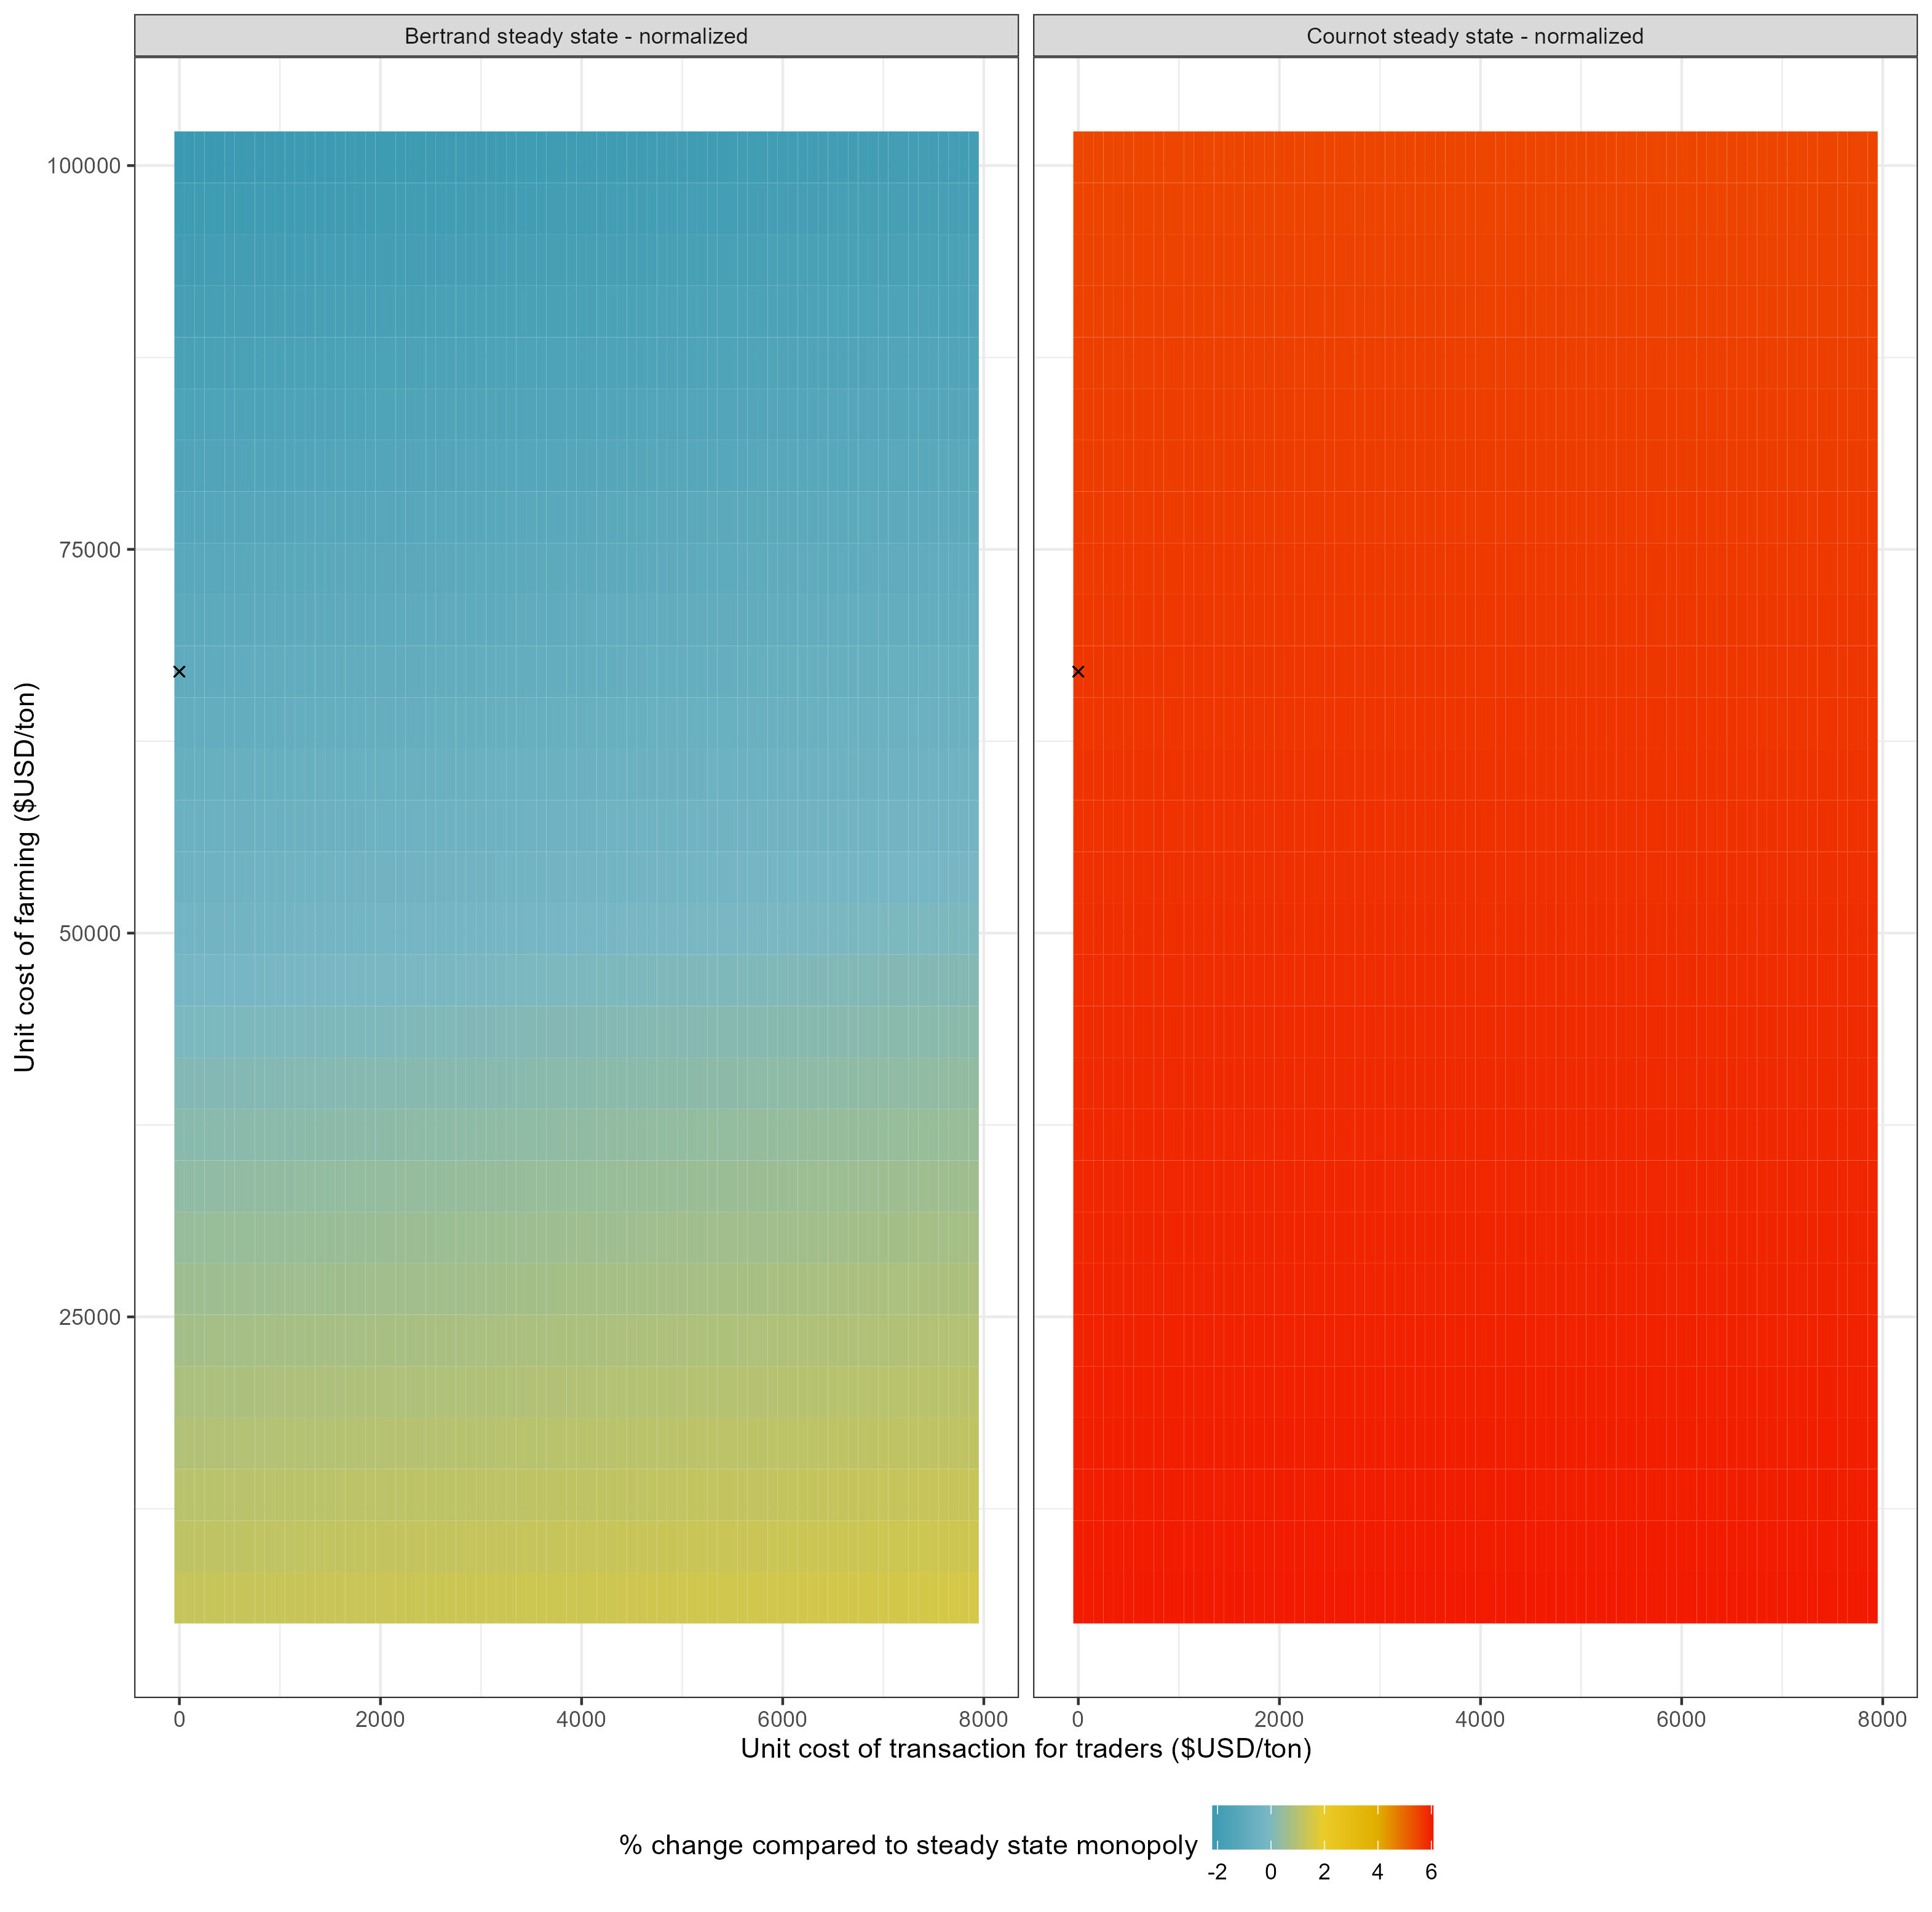 Bertrand steady state - normalized
Cournot steady state - normalized
Unit cost of farming ($USD/ton)
100000
75000
50000
25000
0 2000 4000 6000 8000
0 2000 4000 6000 8000
Unit cost of transaction for traders ($USD/ton)
% change compared to steady state monopoly
-2 0 2 4 6